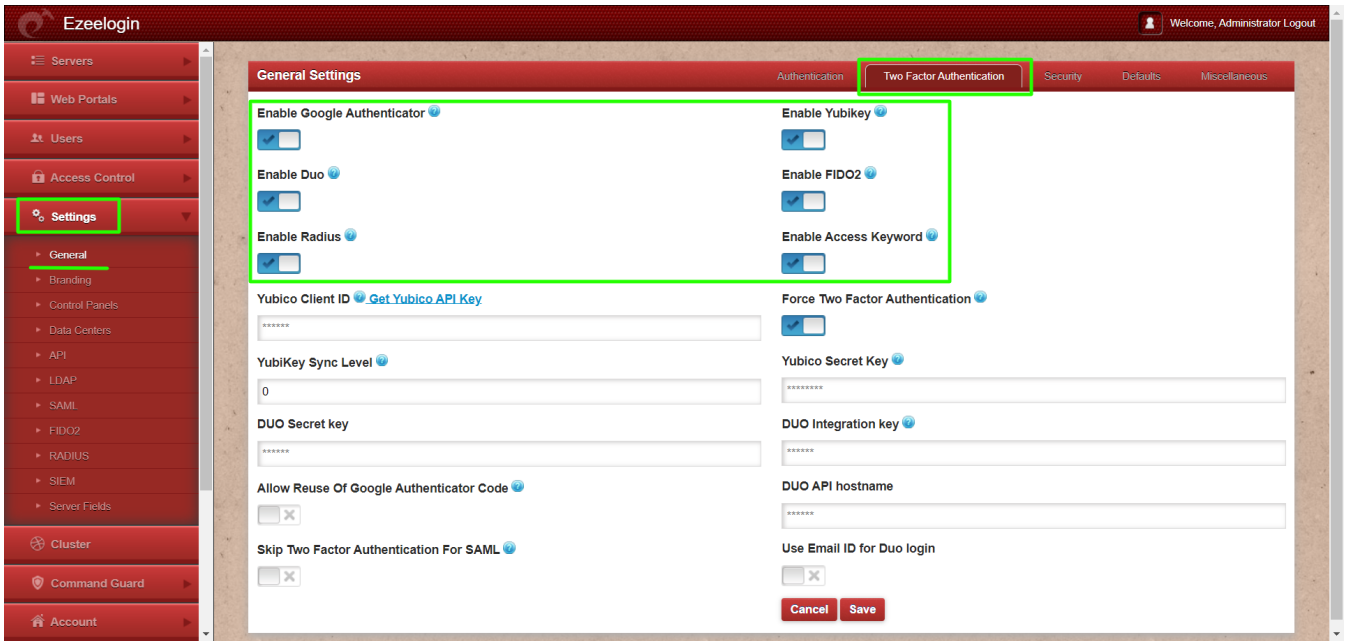 Ezeelogin
Welcome, Administrator Logout
Servers
Web Portals
Users
Access Control
Settings
General
Branding
Control Panels
Data Centers
API
LDAP
SAML
FIDO2
RADIUS
SIEM
Server Fields
Cluster
Command Guard
Account
General Settings
Authentication
Two Factor Authentication
Security
Defaults
Miscellaneous
Enable Google Authenticator
Enable Yubikey
Enable Duo
Enable FIDO2
Enable Radius
Enable Access Keyword
Yubico Client ID Get Yubico API Key
******
Force Two Factor Authentication
YubiKey Sync Level
0
Yubico Secret Key
********
DUO Secret key
******
DUO Integration key
******
Allow Reuse Of Google Authenticator Code
DUO API hostname
******
Skip Two Factor Authentication For SAML
Use Email ID for Duo login
Cancel
Save